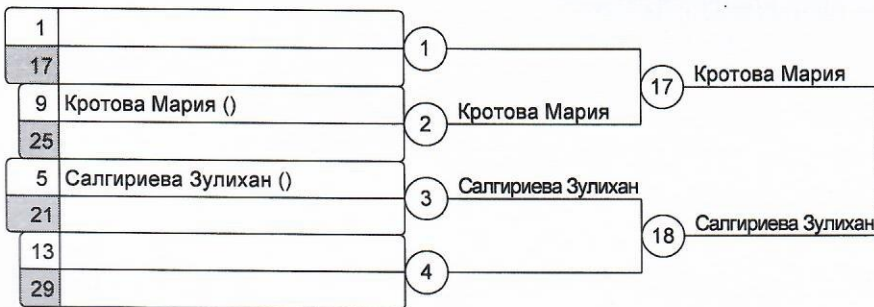 1
17
1
9 Кротова Мария ()
25
2 Кротова Мария
17 Кротова Мария
5 Салгириева Зулихан ()
21
3 Салгириева Зулихан
13
29
4
18 Салгириева Зулихан